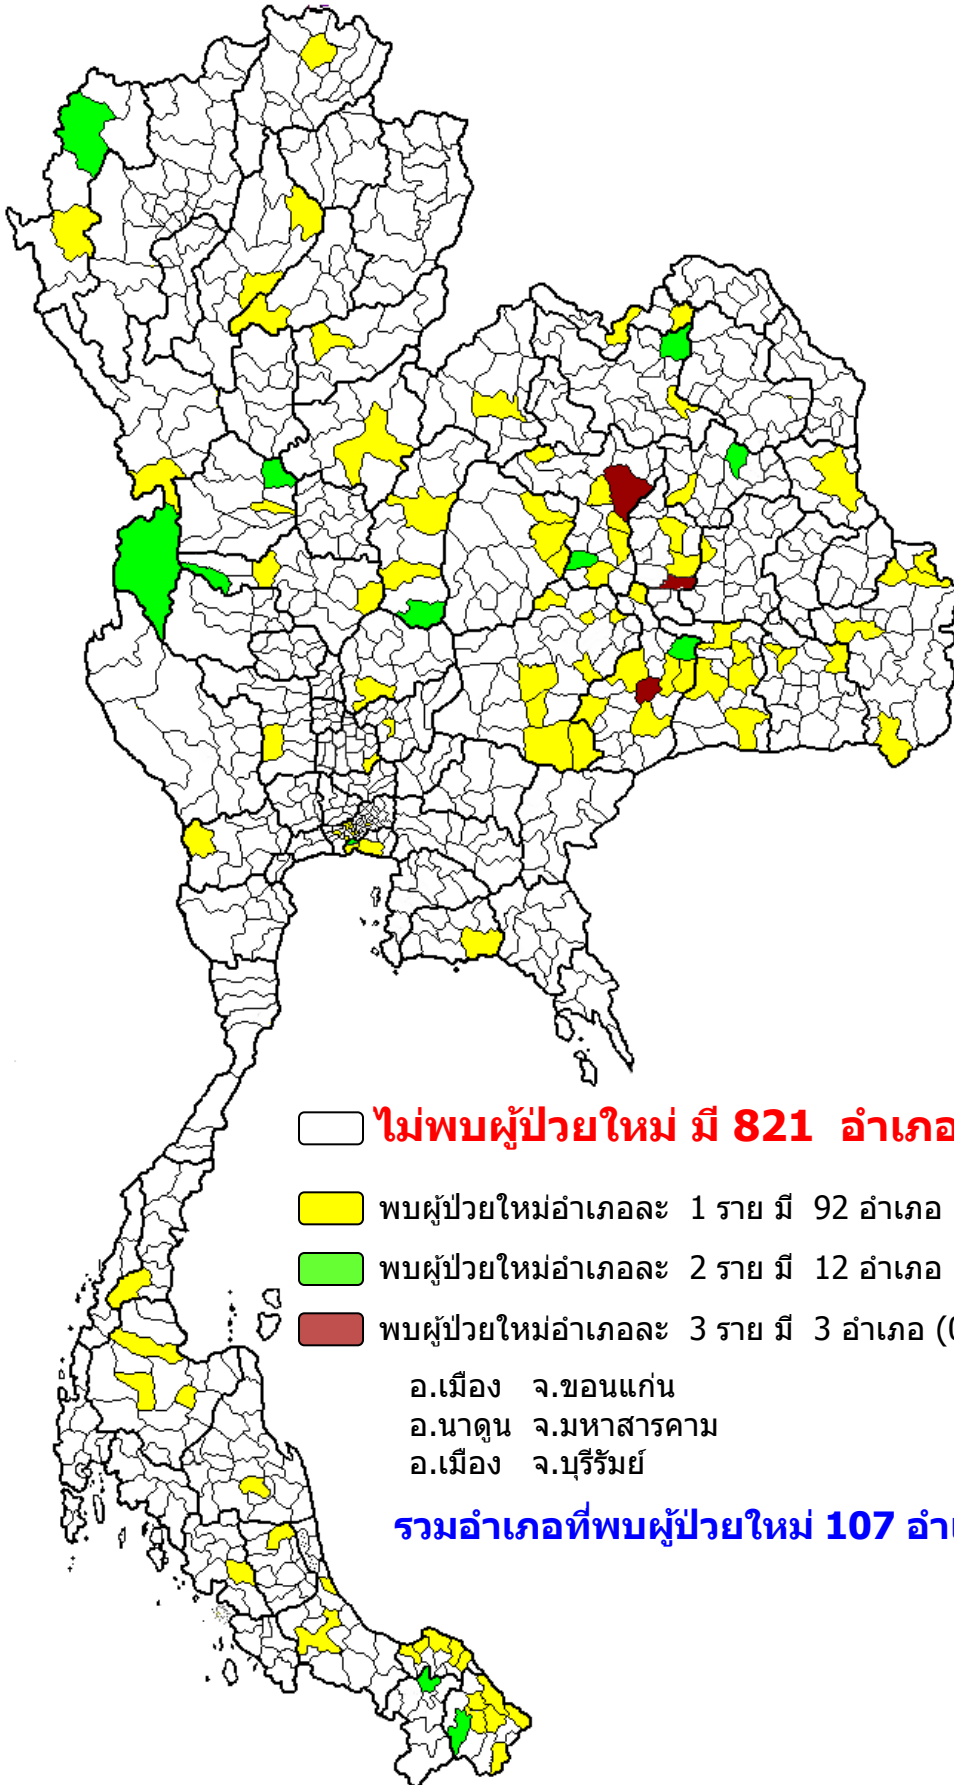 ไม่พบผู้ป่วยใหม่ มี 821 อำเภอ
พบผู้ป่วยใหม่อำเภอละ 1 ราย มี 92 อำเภอ
พบผู้ป่วยใหม่อำเภอละ 2 ราย มี 12 อำเภอ
พบผู้ป่วยใหม่อำเภอละ 3 ราย มี 3 อำเภอ (0
อ.เมือง จ.ขอนแก่น
อ.นาดูน จ.มหาสารคาม
อ.เมือง จ.บุรีรัมย์
รวมอำเภอที่พบผู้ป่วยใหม่ 107